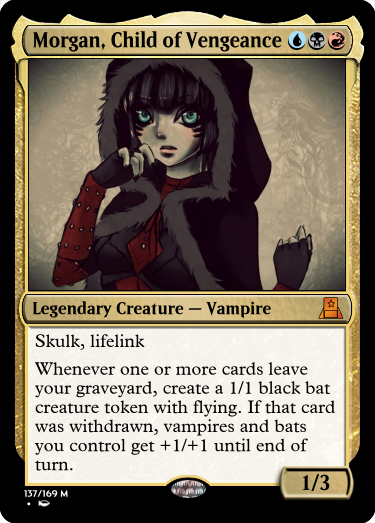 Morgan, Child of Vengeance
Legendary Creature — Vampire
Skulk, lifelink
Whenever one or more cards leave
your graveyard, create a 1/1 black bat
creature token with flying. If that card
was withdrawn, vampires and bats
you control get +1/+1 until end of
turn.
1/3
137/169 M